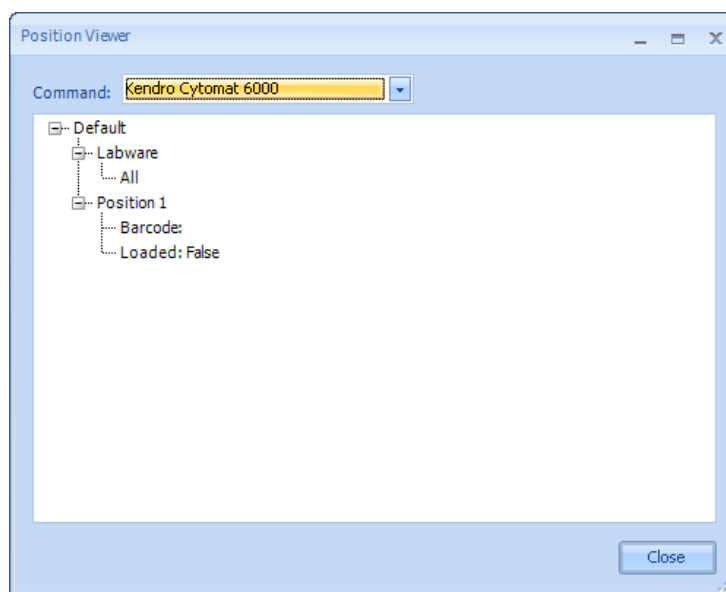 Position Viewer
Command: Kendro Cytomat 6000
Default
Labware
All
Position 1
Barcode:
Loaded: False
Close